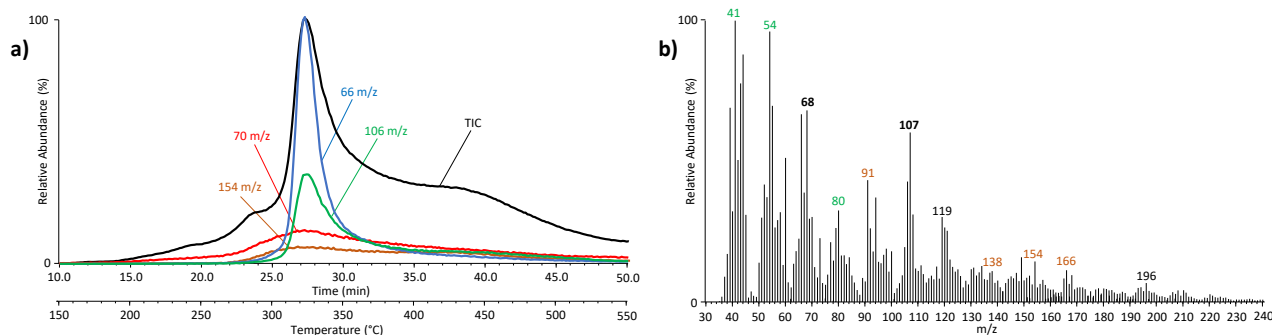 a)
100
Relative Abundance (%)
0
66 m/z
TIC
70 m/z
106 m/z
154 m/z
10.0 15.0 20.0 25.0 30.0 35.0 40.0 45.0 50.0
Time (min)
150 200 250 300 350 400 450 500 550
Temperature (°C)
b)
100
Relative Abundance (%)
0
41
54
68
107
91
80
119
138
154
166
196
30 40 50 60 70 80 90 100 110 120 130 140 150 160 170 180 190 200 210 220 230 240
m/z